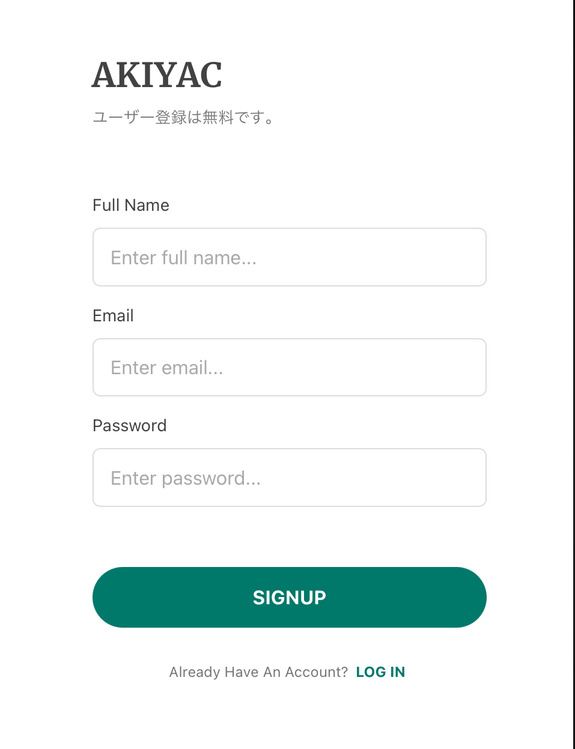 AKIYAC
ユーザー登録は無料です。
Full Name
Enter full name...
Email
Enter email...
Password
Enter password...
SIGNUP
Already Have An Account? LOG IN